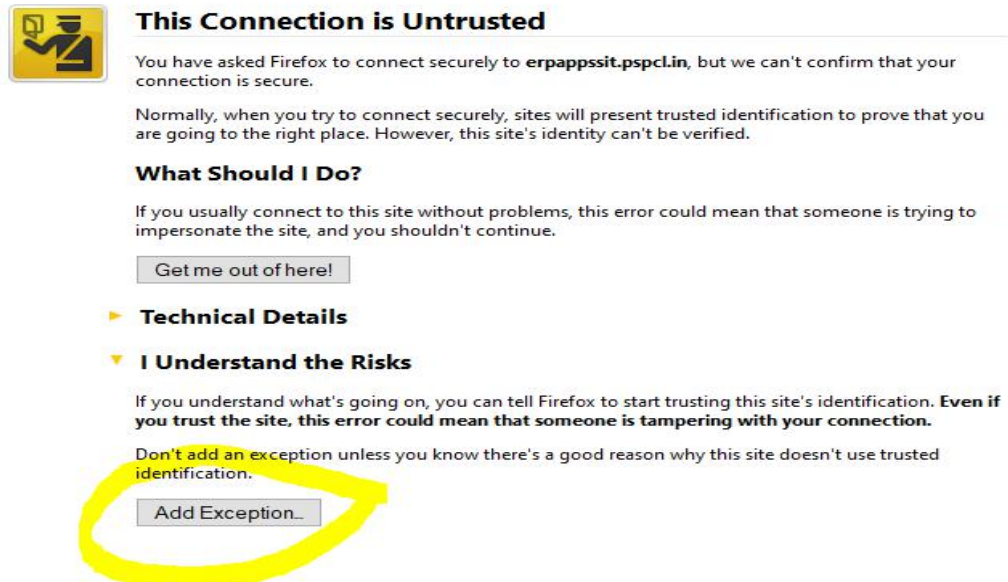 This Connection is Untrusted
You have asked Firefox to connect securely to erpappssit.pspcl.in, but we can't confirm that your
connection is secure.
Normally, when you try to connect securely, sites will present trusted identification to prove that you
are going to the right place. However, this site's identity can't be verified.
What Should I Do?
If you usually connect to this site without problems, this error could mean that someone is trying to
impersonate the site, and you shouldn't continue.
Get me out of here!
Technical Details
I Understand the Risks
If you understand what's going on, you can tell Firefox to start trusting this site's identification. Even if
you trust the site, this error could mean that someone is tampering with your connection.
Don't add an exception unless you know there's a good reason why this site doesn't use trusted
identification.
Add Exception...